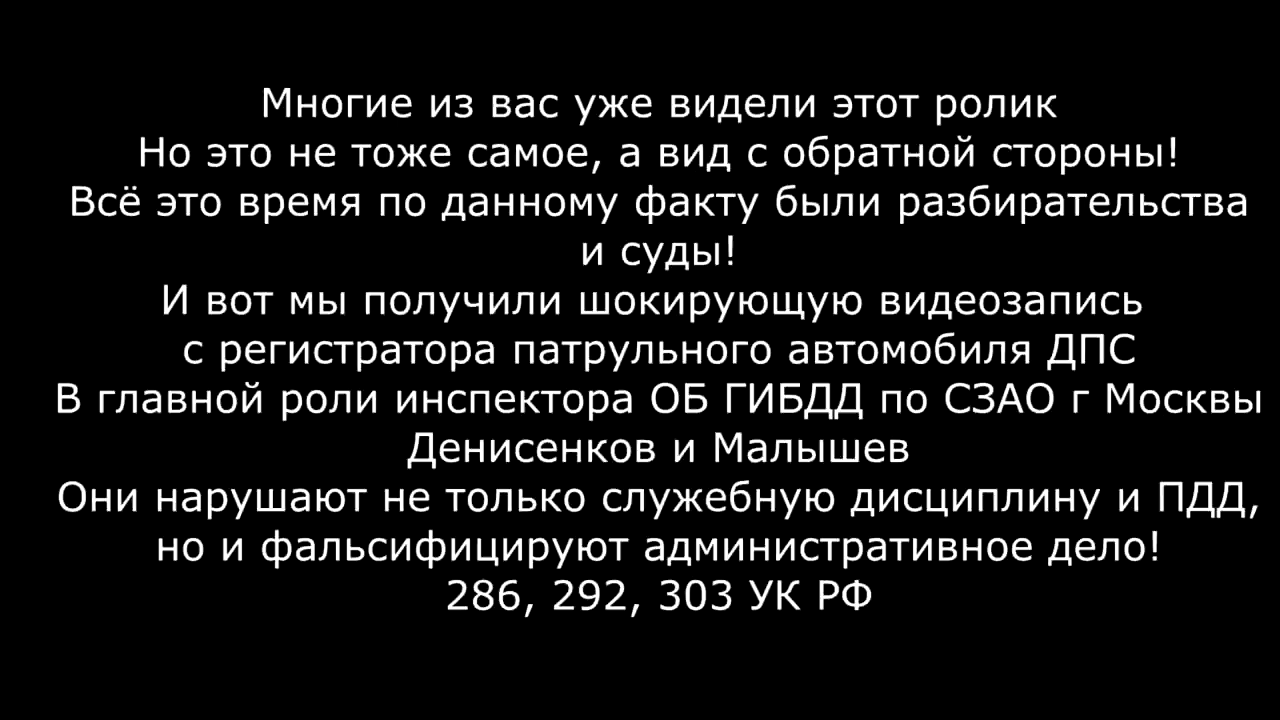 Многие из вас уже видели этот ролик
Но это не тоже самое, а вид с обратной стороны!
Всё это время по данному факту были разбирательства
и суды!
И вот мы получили шокирующую видеозапись
с регистратора патрульного автомобиля ДПС
В главной роли инспектора ОБ ГИБДД по СЗАО г Москвы
Денисенков и Малышев
Они нарушают не только служебную дисциплину и ПДД,
но и фальсифицируют административное дело!
286, 292, 303 УК РФ